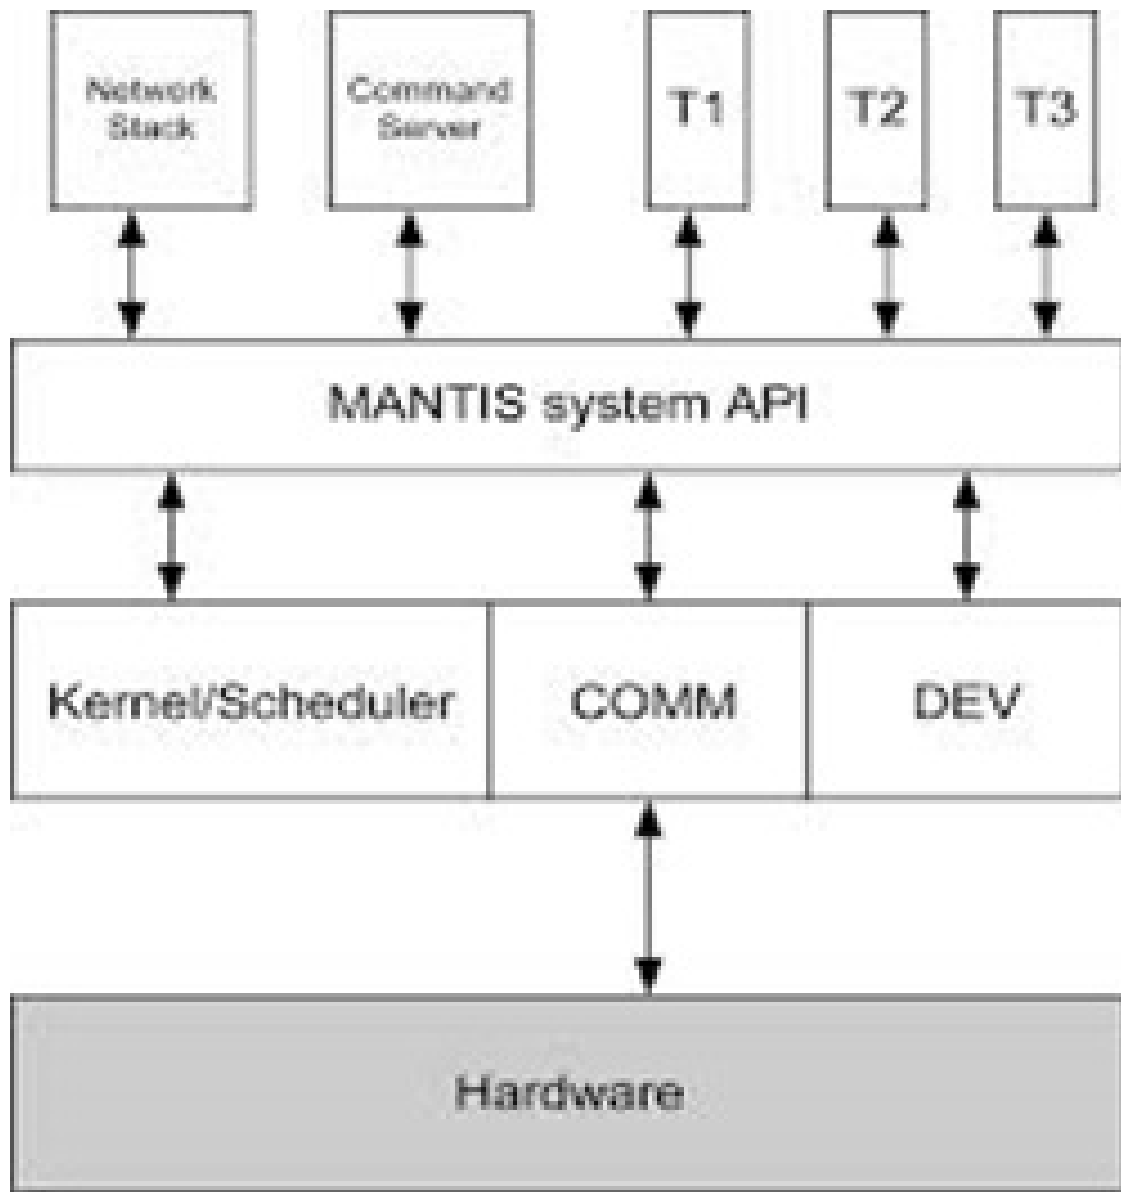 Network
Stack
Command
Server
T1
T2
T3
MANTIS system API
Kernel/Scheduler
COMM
DEV
Hardware